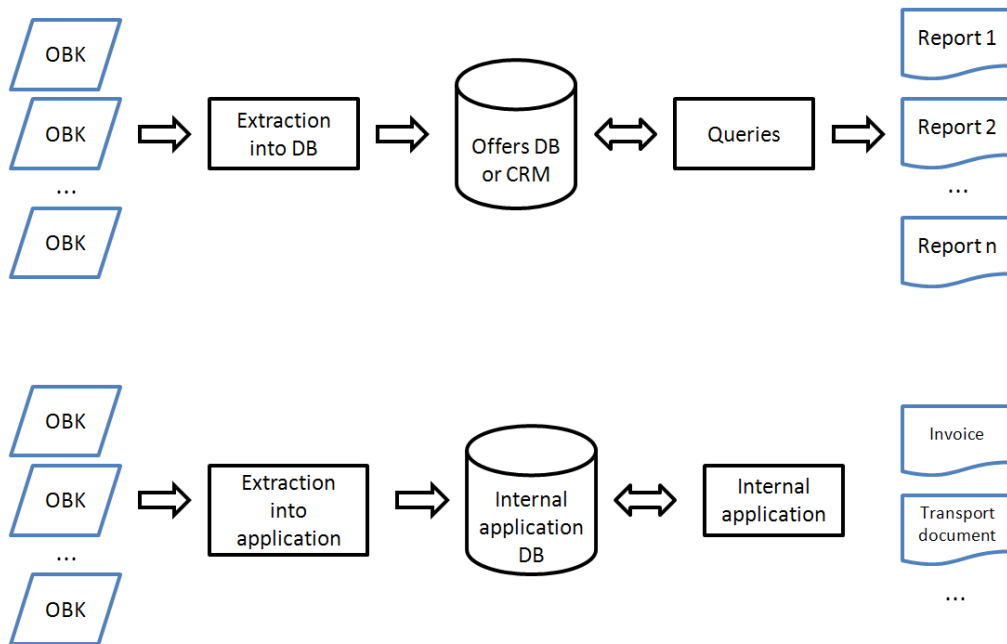 OBK
OBK
...
OBK
Extraction
into DB
Offers DB
or CRM
Queries
Report 1
Report 2
...
Report n
OBK
OBK
...
OBK
Extraction
into
application
Internal
application
DB
Internal
application
Invoice
Transport
document
...